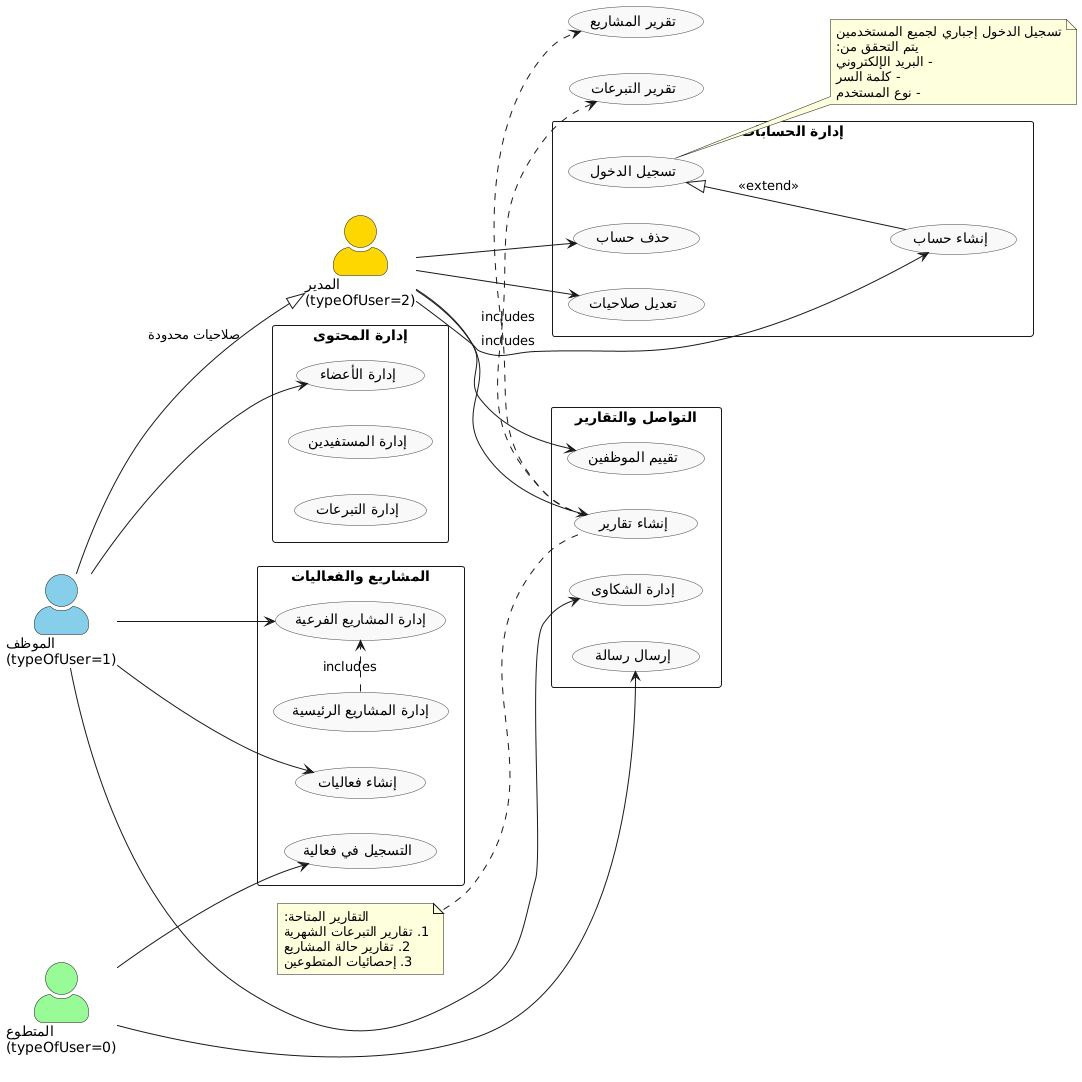 تقرير المشاريع
تقرير التبرعات
تسجيل الدخول إجباري لجميع المستخدمين
يتم التحقق من:
- البريد الإلكتروني
- كلمة السر
- نوع المستخدم
إدارة الحسابات
تسجيل الدخول
«extend»
إنشاء حساب
حذف حساب
تعديل صلاحيات
المدير
(typeOfUser=2)
صلاحيات محدودة
includes
includes
إدارة المحتوى
إدارة الأعضاء
إدارة المستفيدين
إدارة التبرعات
التواصل والتقارير
تقييم الموظفين
إنشاء تقارير
إدارة الشكاوى
إرسال رسالة
الموظف
(typeOfUser=1)
المشاريع والفعاليات
إدارة المشاريع الفرعية
includes
إدارة المشاريع الرئيسية
إنشاء فعاليات
التسجيل في فعالية
التقارير المتاحة:
1. تقارير التبرعات الشهرية
2. تقارير حالة المشاريع
3. إحصائيات المتطوعين
المتطوع
(typeOfUser=0)